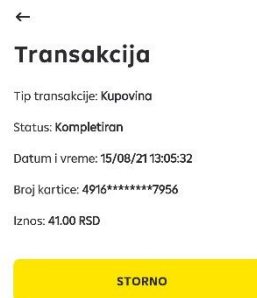 Transakcija
Tip transakcije: Kupovina
Status: Kompletiran
Datum i vreme: 15/08/21 13:05:32
Broj kartice: 4916********7956
Iznos: 41.00 RSD
STORNO